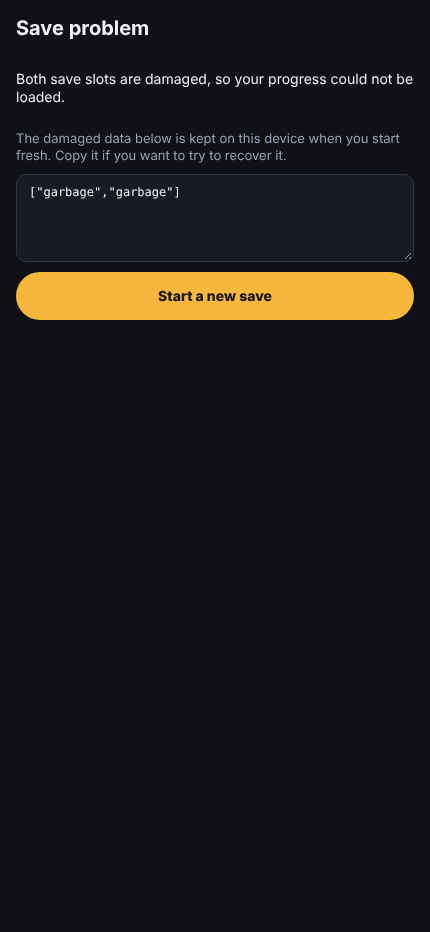 Save problem
Both save slots are damaged, so your progress could not be
loaded.
The damaged data below is kept on this device when you start
fresh. Copy it if you want to try to recover it.
["garbage","garbage"]
Start a new save